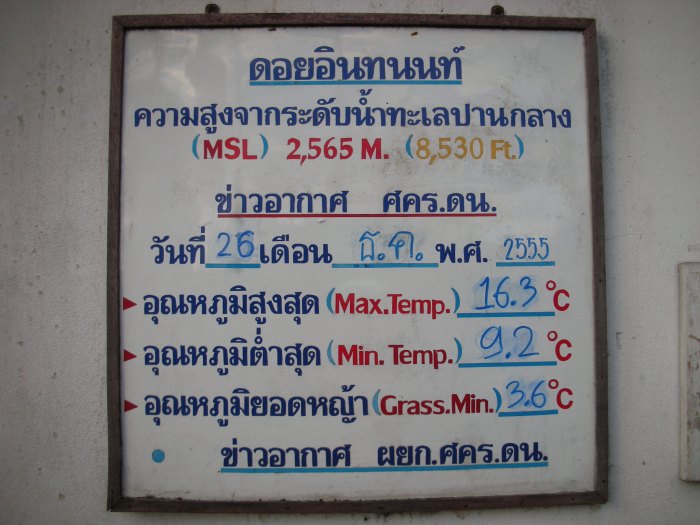 ดอยอินทนนท์
ความสูงจากระดับน้ำทะเลปานกลาง
(MSL) 2,565 M. (8,530 Ft.)
ข่าวอากาศ ศคร.ดน.
วันที่ 26 เดือน ธ.ค. พ.ศ. 2555
อุณหภูมิสูงสุด (Max.Temp.) 16.3 °C
อุณหภูมิต่ำสุด (Min. Temp.) 9.2 °C
อุณหภูมิยอดหญ้า (Grass.Min.) 3.6 °C
ข่าวอากาศ ผยก.ศคร.ดน.